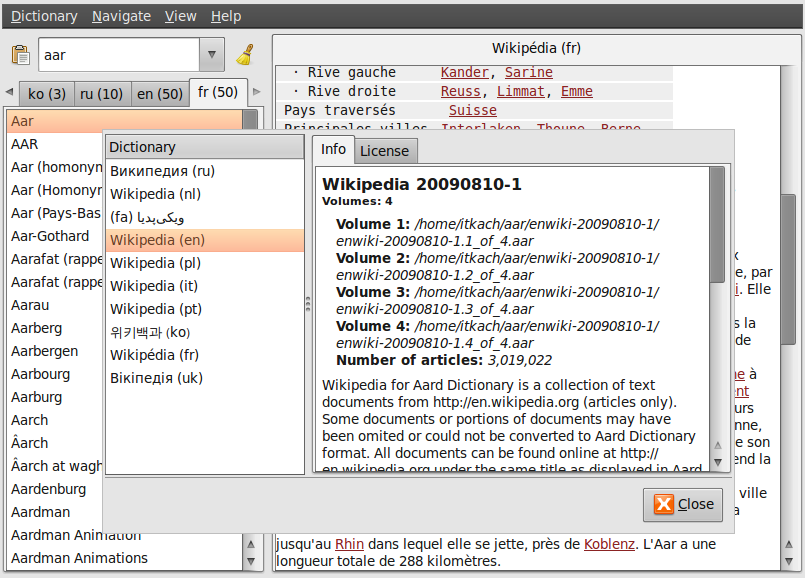 Dictionary Navigate View Help
aar
Wikipédia (fr)
ko (3) ru (10) en (50) fr (50)
· Rive gauche Kander, Sarine
· Rive droite Reuss, Limmat, Emme
Pays traversés Suisse
Principales villes Interlaken, Thoune, Berne
Aar
AAR
Aar (homonym
Aar (Homonym
Aar (Pays-Bas
Aar-Gothard
Aarafat (rappe
Aarafat (rappe
Aarau
Aarberg
Aarbergen
Aarbourg
Aarburg
Aarch
Âarch
Âarch at wagh
Aardenburg
Aardman
Aardman Animation
Aardman Animations
Dictionary
Википедия (ru)
Wikipedia (nl)
ویکی‌پدیا (fa)
Wikipedia (en)
Wikipedia (pl)
Wikipedia (it)
Wikipedia (pt)
위키백과 (ko)
Wikipédia (fr)
Вікіпедія (uk)
Info License
Wikipedia 20090810-1
Volumes: 4
Volume 1: /home/itkach/aar/enwiki-20090810-1/
enwiki-20090810-1.1_of_4.aar
Volume 2: /home/itkach/aar/enwiki-20090810-1/
enwiki-20090810-1.2_of_4.aar
Volume 3: /home/itkach/aar/enwiki-20090810-1/
enwiki-20090810-1.3_of_4.aar
Volume 4: /home/itkach/aar/enwiki-20090810-1/
enwiki-20090810-1.4_of_4.aar
Number of articles: 3,019,022
Wikipedia for Aard Dictionary is a collection of text
documents from http://en.wikipedia.org (articles only).
Some documents or portions of documents may have
been omited or could not be converted to Aard Dictionary
format. All documents can be found online at http://
en.wikipedia.org under the same title as displayed in Aard
Close
x
e, par
i. Elle
s la
de
ne à
ent
urs
nne,
e son
end la
ville
a
jusqu'au Rhin dans lequel elle se jette, près de Koblenz. L'Aar a une
longueur totale de 288 kilomètres.